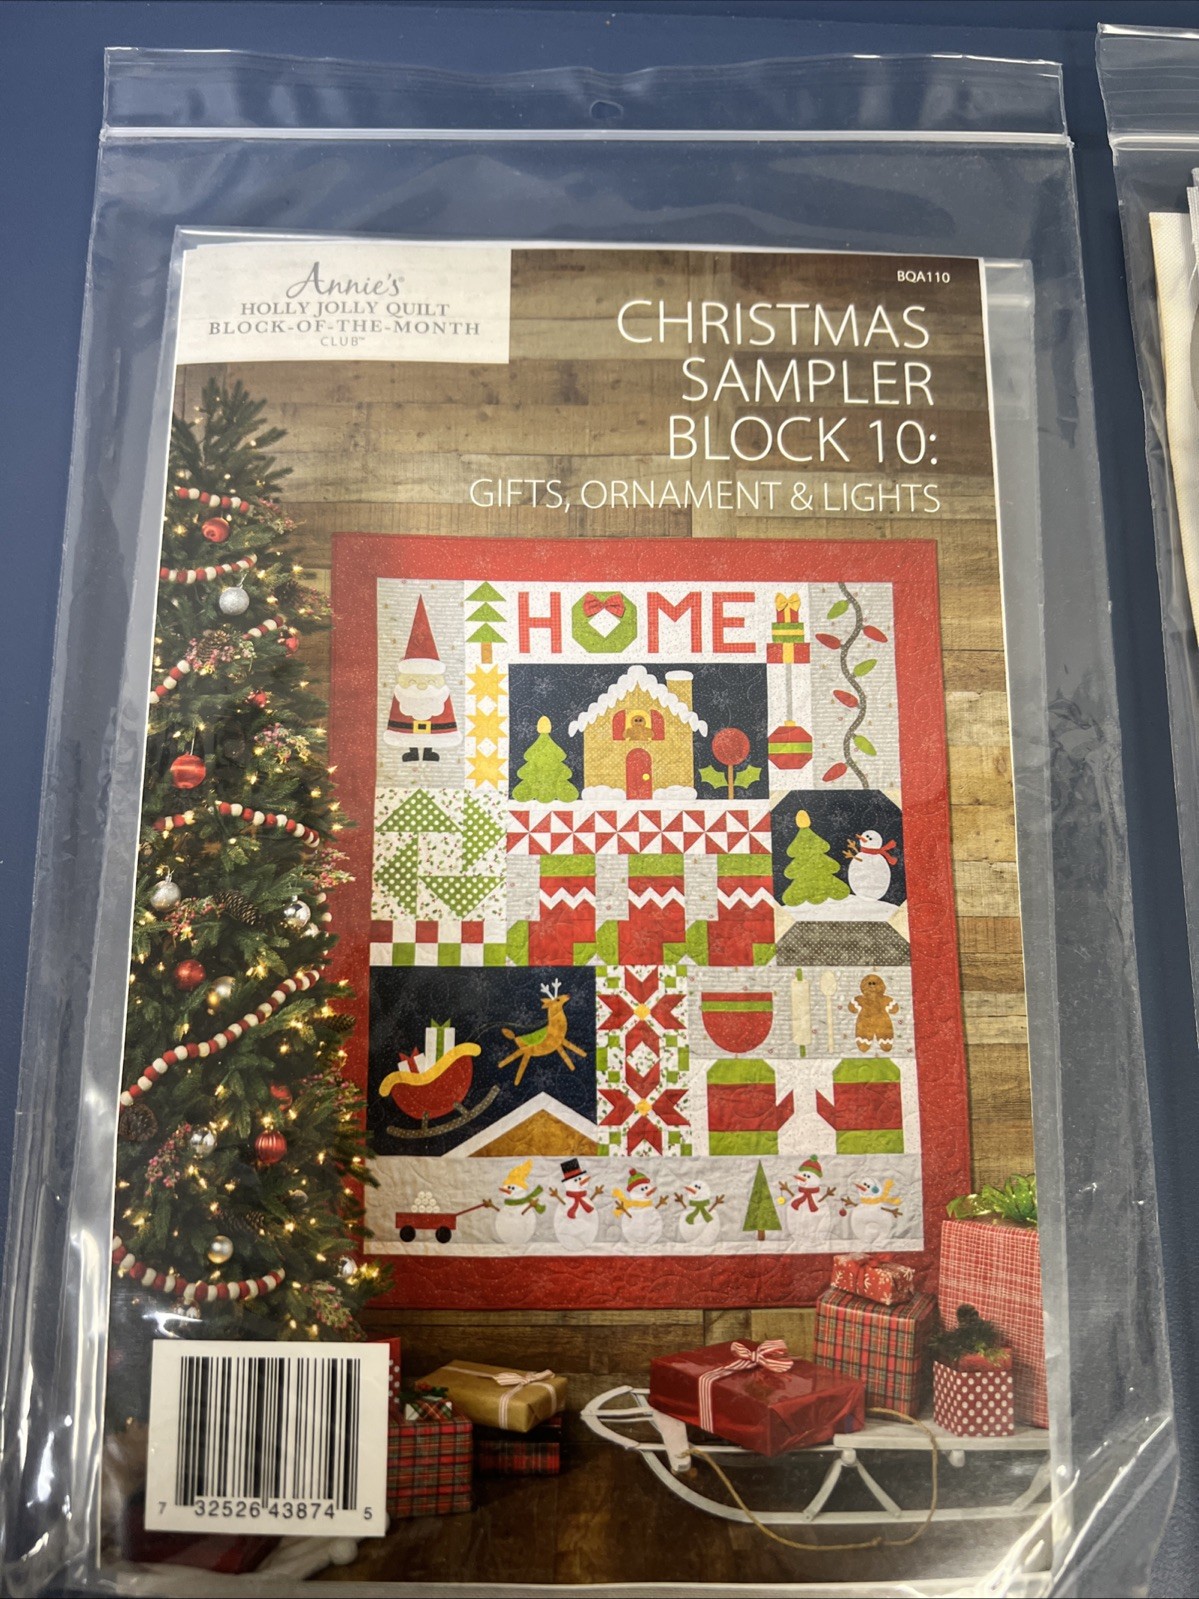 Annie's®
HOLLY JOLLY QUILT
BLOCK-OF-THE-MONTH
CLUB™
BQA110
CHRISTMAS
SAMPLER
BLOCK 10:
GIFTS, ORNAMENT & LIGHTS
HOME
7 32526 43874 5